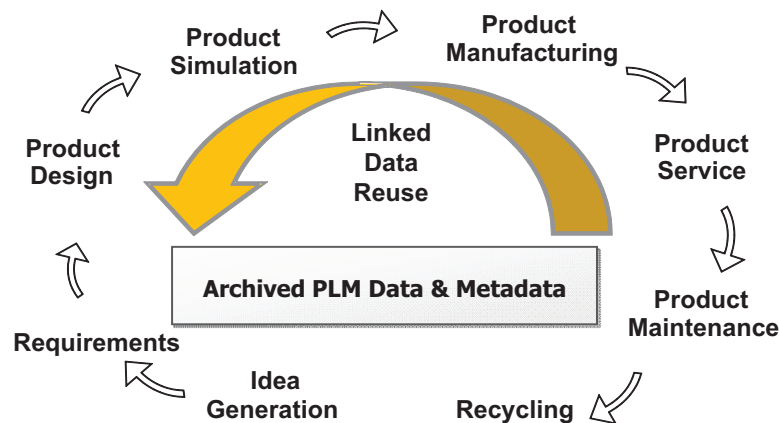 Product
Simulation
Product
Manufacturing
Product
Design
Linked
Data
Reuse
Product
Service
Archived PLM Data & Metadata
Product
Maintenance
Requirements
Idea
Generation
Recycling